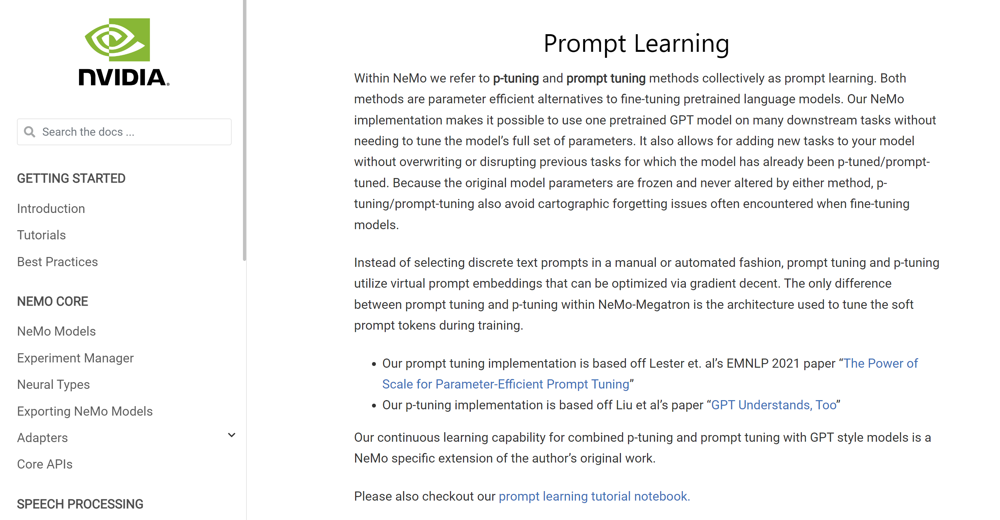 NVIDIA®
Search the docs ...
GETTING STARTED
Introduction
Tutorials
Best Practices
NEMO CORE
NeMo Models
Experiment Manager
Neural Types
Exporting NeMo Models
Adapters
Core APIs
SPEECH PROCESSING
Prompt Learning
Within NeMo we refer to p-tuning and prompt tuning methods collectively as prompt learning. Both
methods are parameter efficient alternatives to fine-tuning pretrained language models. Our NeMo
implementation makes it possible to use one pretrained GPT model on many downstream tasks without
needing to tune the model’s full set of parameters. It also allows for adding new tasks to your model
without overwriting or disrupting previous tasks for which the model has already been p-tuned/prompt-
tuned. Because the original model parameters are frozen and never altered by either method, p-
tuning/prompt-tuning also avoid cartographic forgetting issues often encountered when fine-tuning
models.
Instead of selecting discrete text prompts in a manual or automated fashion, prompt tuning and p-tuning
utilize virtual prompt embeddings that can be optimized via gradient decent. The only difference
between prompt tuning and p-tuning within NeMo-Megatron is the architecture used to tune the soft
prompt tokens during training.
• Our prompt tuning implementation is based off Lester et. al’s EMNLP 2021 paper “The Power of
Scale for Parameter-Efficient Prompt Tuning”
• Our p-tuning implementation is based off Liu et al’s paper “GPT Understands, Too”
Our continuous learning capability for combined p-tuning and prompt tuning with GPT style models is a
NeMo specific extension of the author’s original work.
Please also checkout our prompt learning tutorial notebook.